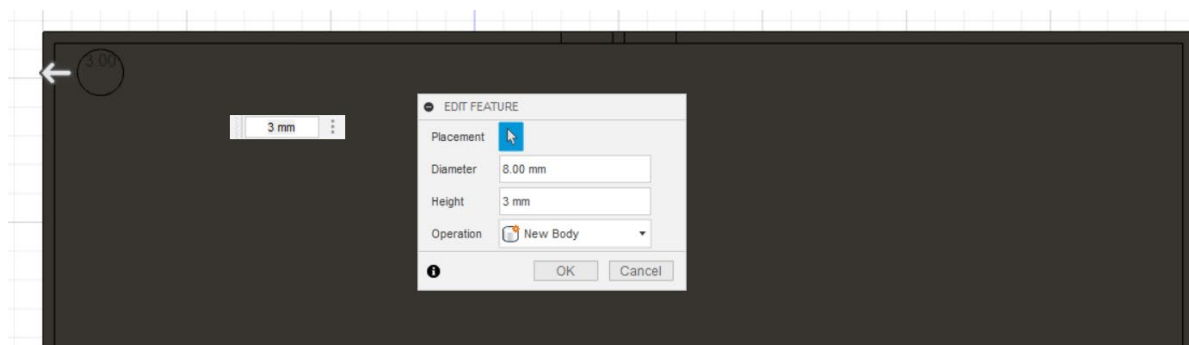 3.00
3 mm
EDIT FEATURE
Placement
Diameter 8.00 mm
Height 3 mm
Operation New Body
OK Cancel